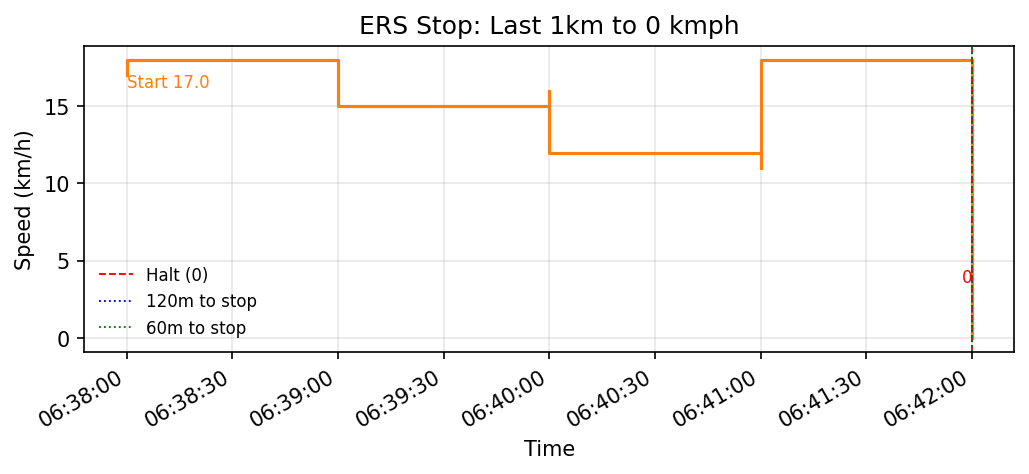 ERS Stop: Last 1km to 0 kmph
Speed (km/h)
15
10
5
0
Start 17.0
0
Halt (0)
120m to stop
60m to stop
06:38:00
06:38:30
06:39:00
06:39:30
06:40:00
06:40:30
06:41:00
06:41:30
06:42:00
Time